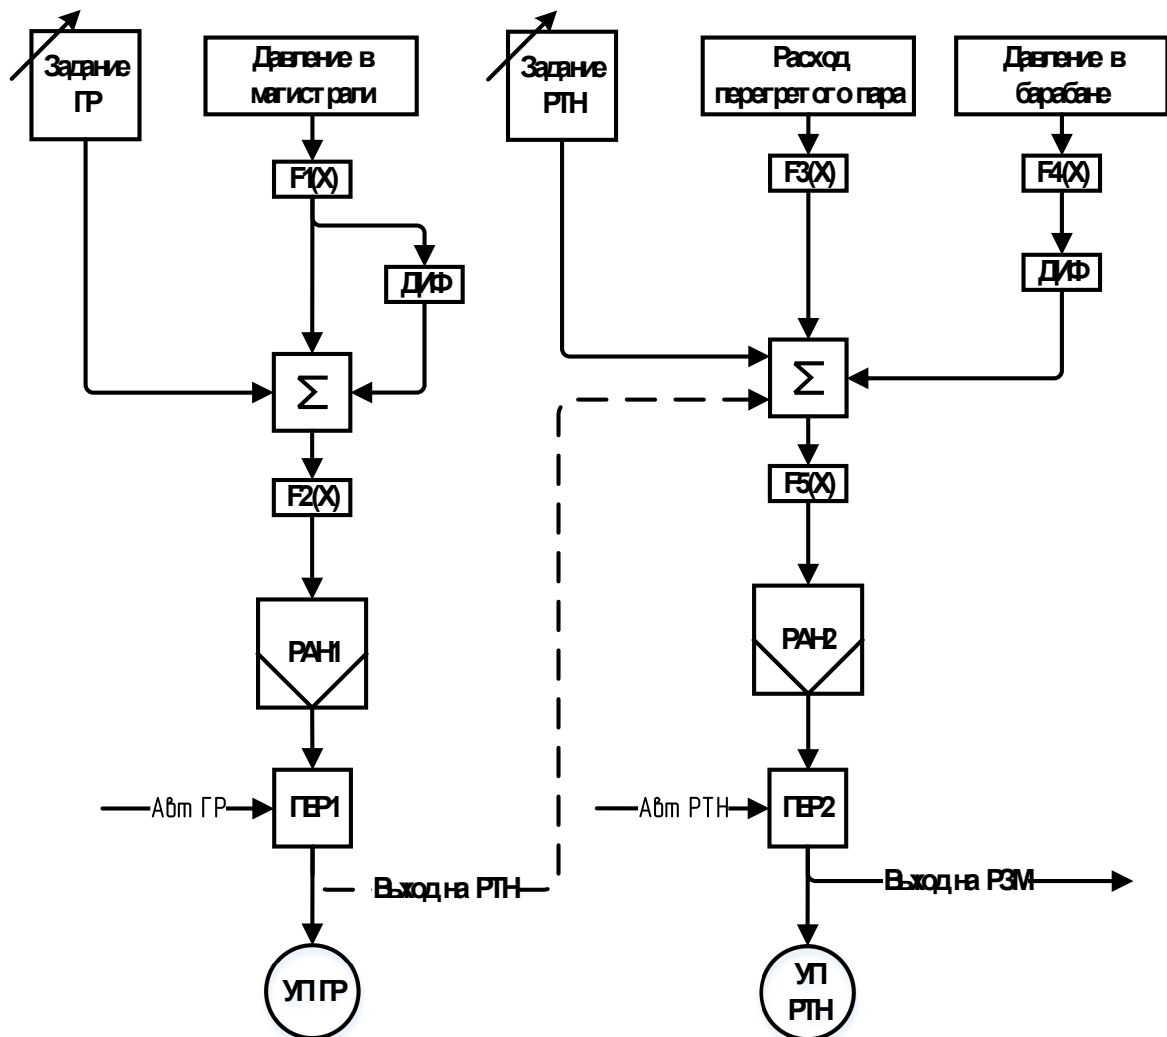 Задание
ГР
Давление в
магистрали
Задание
РТН
Расход
перегретого пара
Давление в
барабане
F1(X)
F3(X)
F4(X)
ДИФ
ДИФ
Σ
Σ
F2(X)
F5(X)
РАН1
РАН2
Авт ГР
ПЕР1
Авт РТН
ПЕР2
Выход на РТН
Выход на РЗМ
УП ГР
УП
РТН